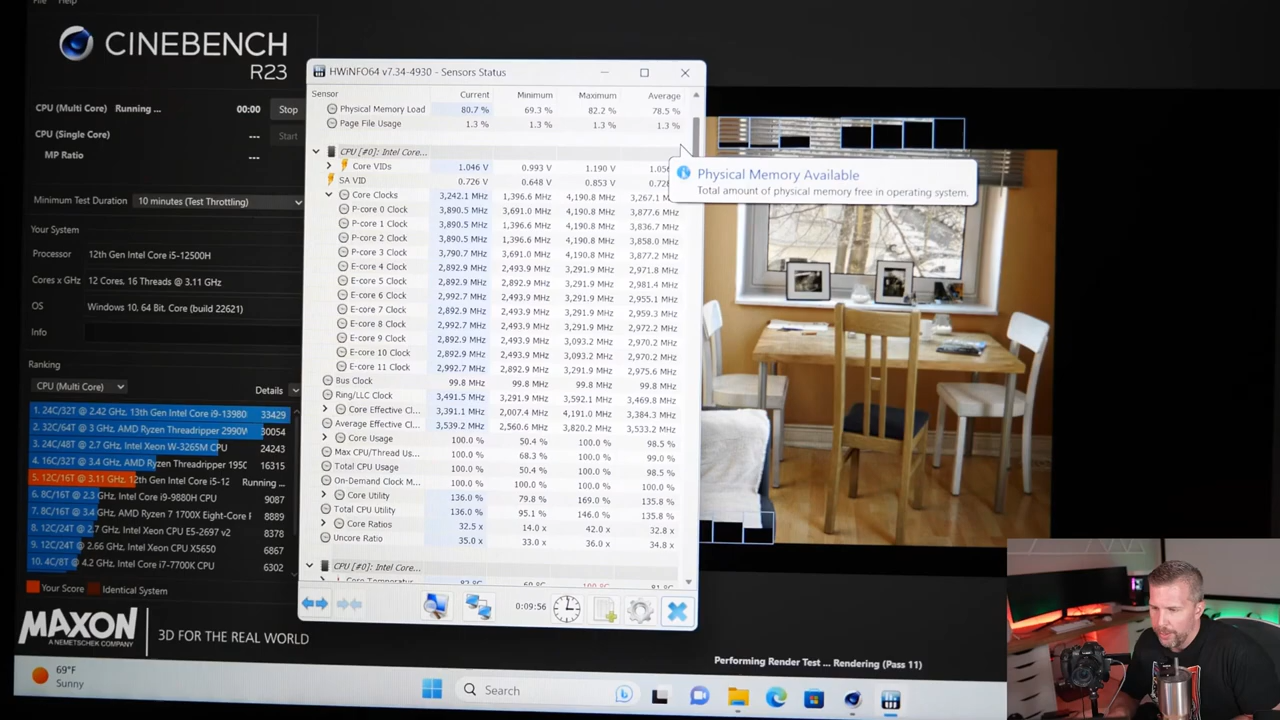 File Help
CINEBENCH
R23
CPU (Multi Core) Running ... 00:00 Stop
CPU (Single Core) --- Start
MP Ratio ---
Minimum Test Duration 10 minutes (Test Throttling)
Your System
Processor 12th Gen Intel Core i5-12500H
Cores x GHz 12 Cores, 16 Threads @ 3.11 GHz
OS Windows 10, 64 Bit, Core (build 22621)
Info
Ranking
CPU (Multi Core) Details
1. 24C/32T @ 2.42 GHz, 13th Gen Intel Core i9-13980 33429
2. 32C/64T @ 3 GHz, AMD Ryzen Threadripper 2990W 30054
3. 24C/48T @ 2.7 GHz, Intel Xeon W-3265M CPU 24243
4. 16C/32T @ 3.4 GHz, AMD Ryzen Threadripper 195C 16315
5. 12C/16T @ 3.11 GHz, 12th Gen Intel Core i5-12 Running ...
6. 8C/16T @ 2.3 GHz, Intel Core i9-9880H CPU 9087
7. 8C/16T @ 3.4 GHz, AMD Ryzen 7 1700X Eight-Core F 8889
8. 12C/24T @ 2.7 GHz, Intel Xeon CPU E5-2697 v2 8378
9. 12C/24T @ 2.66 GHz, Intel Xeon CPU X5650 6867
10. 4C/8T @ 4.2 GHz, Intel Core i7-7700K CPU 6302
Your Score Identical System
MAXON
A NEMETSCHEK COMPANY
3D FOR THE REAL WORLD
HWiNFO64 v7.34-4930 - Sensors Status
Sensor Current Minimum Maximum Average
Physical Memory Load 80.7 % 69.3 % 82.2 % 78.5 %
Page File Usage 1.3 % 1.3 % 1.3 % 1.3 %
CPU [#0]: Intel Core...
Core VIDs 1.046 V 0.993 V 1.190 V 1.05
SA VID 0.726 V 0.648 V 0.853 V 0.72
Core Clocks 3,242.1 MHz 1,396.6 MHz 4,190.8 MHz 3,267.1
P-core 0 Clock 3,890.5 MHz 3,691.0 MHz 4,190.8 MHz 3,877.6 MHz
P-core 1 Clock 3,890.5 MHz 1,396.6 MHz 4,190.8 MHz 3,836.7 MHz
P-core 2 Clock 3,890.5 MHz 1,396.6 MHz 4,190.8 MHz 3,858.0 MHz
P-core 3 Clock 3,790.7 MHz 3,691.0 MHz 4,190.8 MHz 3,877.2 MHz
E-core 4 Clock 2,892.9 MHz 2,493.9 MHz 3,291.9 MHz 2,971.8 MHz
E-core 5 Clock 2,892.9 MHz 2,892.9 MHz 3,291.9 MHz 2,981.4 MHz
E-core 6 Clock 2,992.7 MHz 2,493.9 MHz 3,291.9 MHz 2,955.1 MHz
E-core 7 Clock 2,892.9 MHz 2,493.9 MHz 3,291.9 MHz 2,959.3 MHz
E-core 8 Clock 2,992.7 MHz 2,493.9 MHz 3,291.9 MHz 2,972.2 MHz
E-core 9 Clock 2,892.9 MHz 2,493.9 MHz 3,093.2 MHz 2,970.2 MHz
E-core 10 Clock 2,892.9 MHz 2,493.9 MHz 3,093.2 MHz 2,970.2 MHz
E-core 11 Clock 2,992.7 MHz 2,892.9 MHz 3,291.9 MHz 2,975.6 MHz
Bus Clock 99.8 MHz 99.8 MHz 99.8 MHz 99.8 MHz
Ring/LLC Clock 3,491.5 MHz 3,291.9 MHz 3,592.1 MHz 3,469.8 MHz
Core Effective Cl... 3,391.1 MHz 2,007.4 MHz 4,191.0 MHz 3,384.3 MHz
Average Effective Cl... 3,539.2 MHz 2,560.6 MHz 3,820.2 MHz 3,533.2 MHz
Core Usage 100.0 % 50.4 % 100.0 % 98.5 %
Max CPU/Thread Us... 100.0 % 68.3 % 100.0 % 99.0 %
Total CPU Usage 100.0 % 50.4 % 100.0 % 98.5 %
On-Demand Clock M... 100.0 % 100.0 % 100.0 % 100.0 %
Core Utility 136.0 % 79.8 % 169.0 % 135.8 %
Total CPU Utility 136.0 % 95.1 % 146.0 % 135.8 %
Core Ratios 32.5 x 14.0 x 42.0 x 32.8 x
Uncore Ratio 35.0 x 33.0 x 36.0 x 34.8 x
CPU [#0]: Intel Core...
0:09:56
Physical Memory Available
Total amount of physical memory free in operating system.
Performing Render Test ... Rendering (Pass 11)
69°F
Sunny
Search